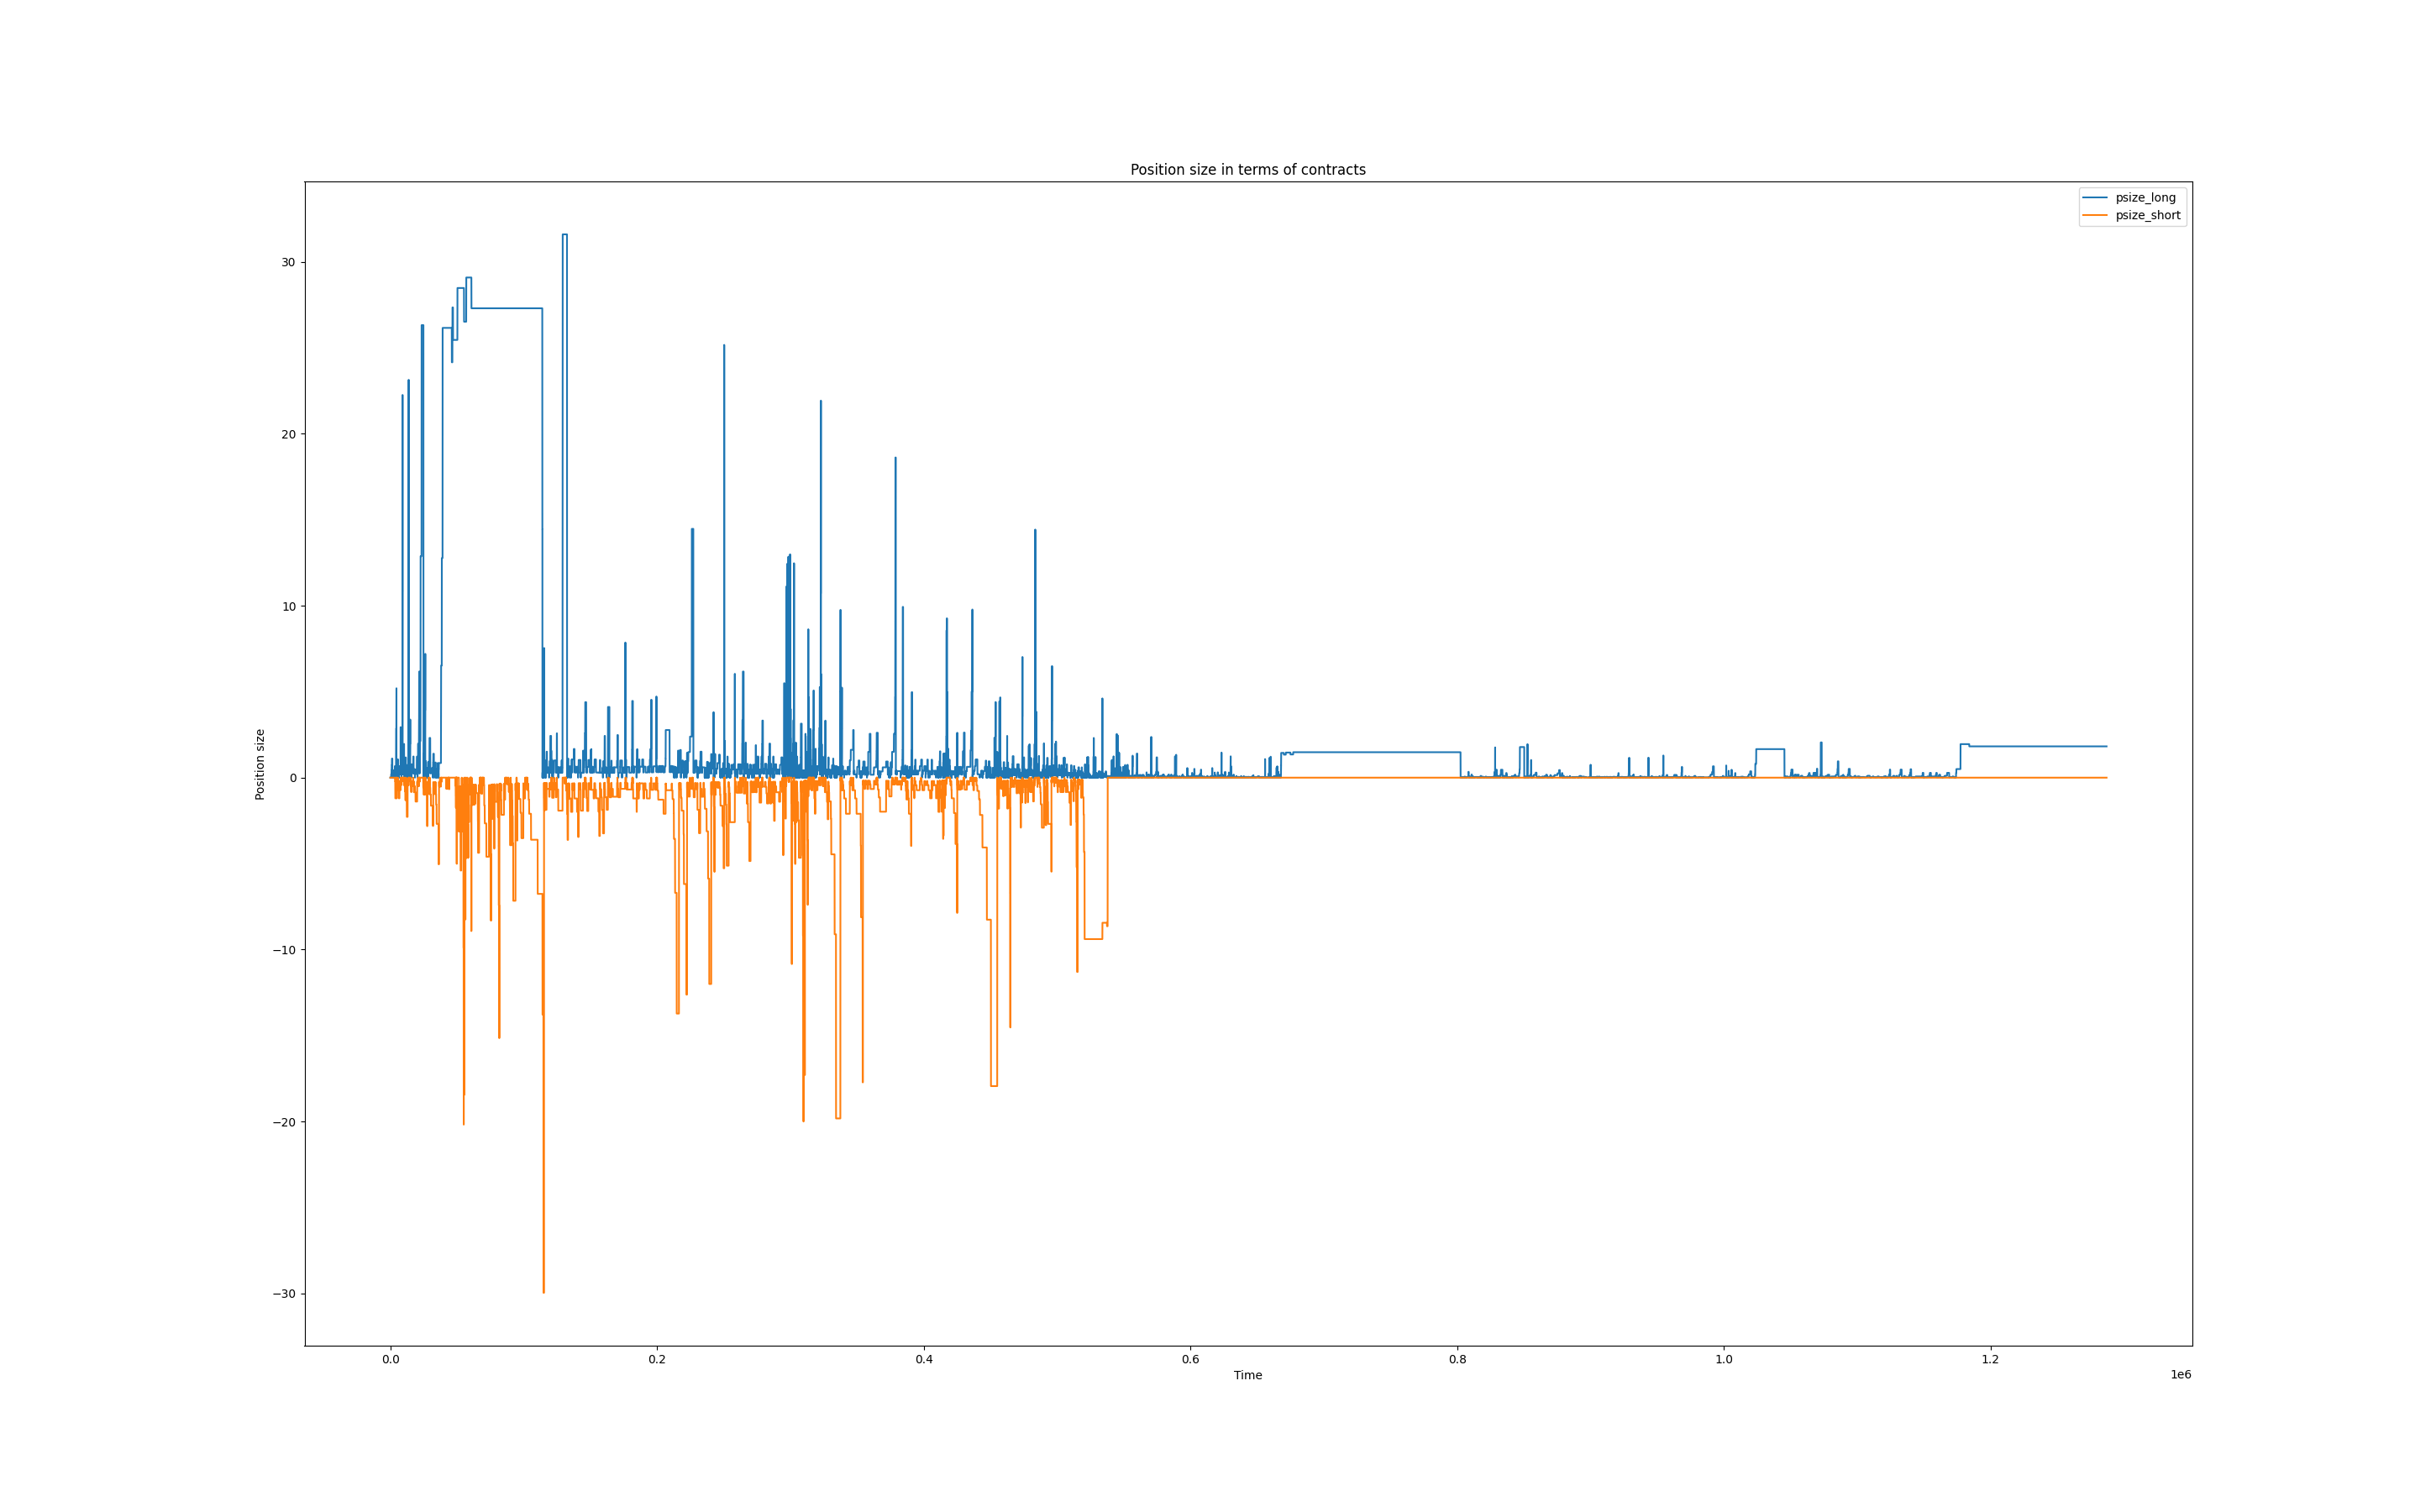 Position size in terms of contracts
psize_long
psize_short
30
20
10
0
−10
−20
−30
Position size
0.0 0.2 0.4 0.6 0.8 1.0 1.2
Time
1e6